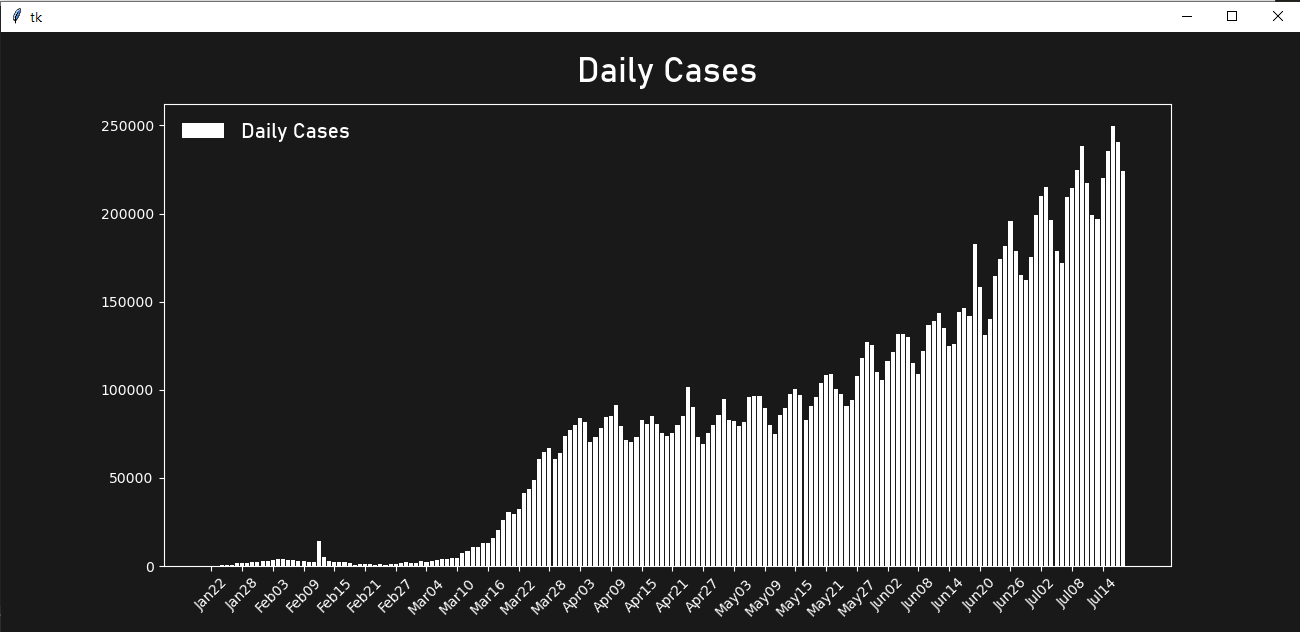 tk
Daily Cases
Daily Cases
250000
200000
150000
100000
50000
0
Jan22 Jan28 Feb03 Feb09 Feb15 Feb21 Feb27 Mar04 Mar10 Mar16 Mar22 Mar28 Apr03 Apr09 Apr15 Apr21 Apr27 May03 May09 May15 May21 May27 Jun02 Jun08 Jun14 Jun20 Jun26 Jul02 Jul08 Jul14